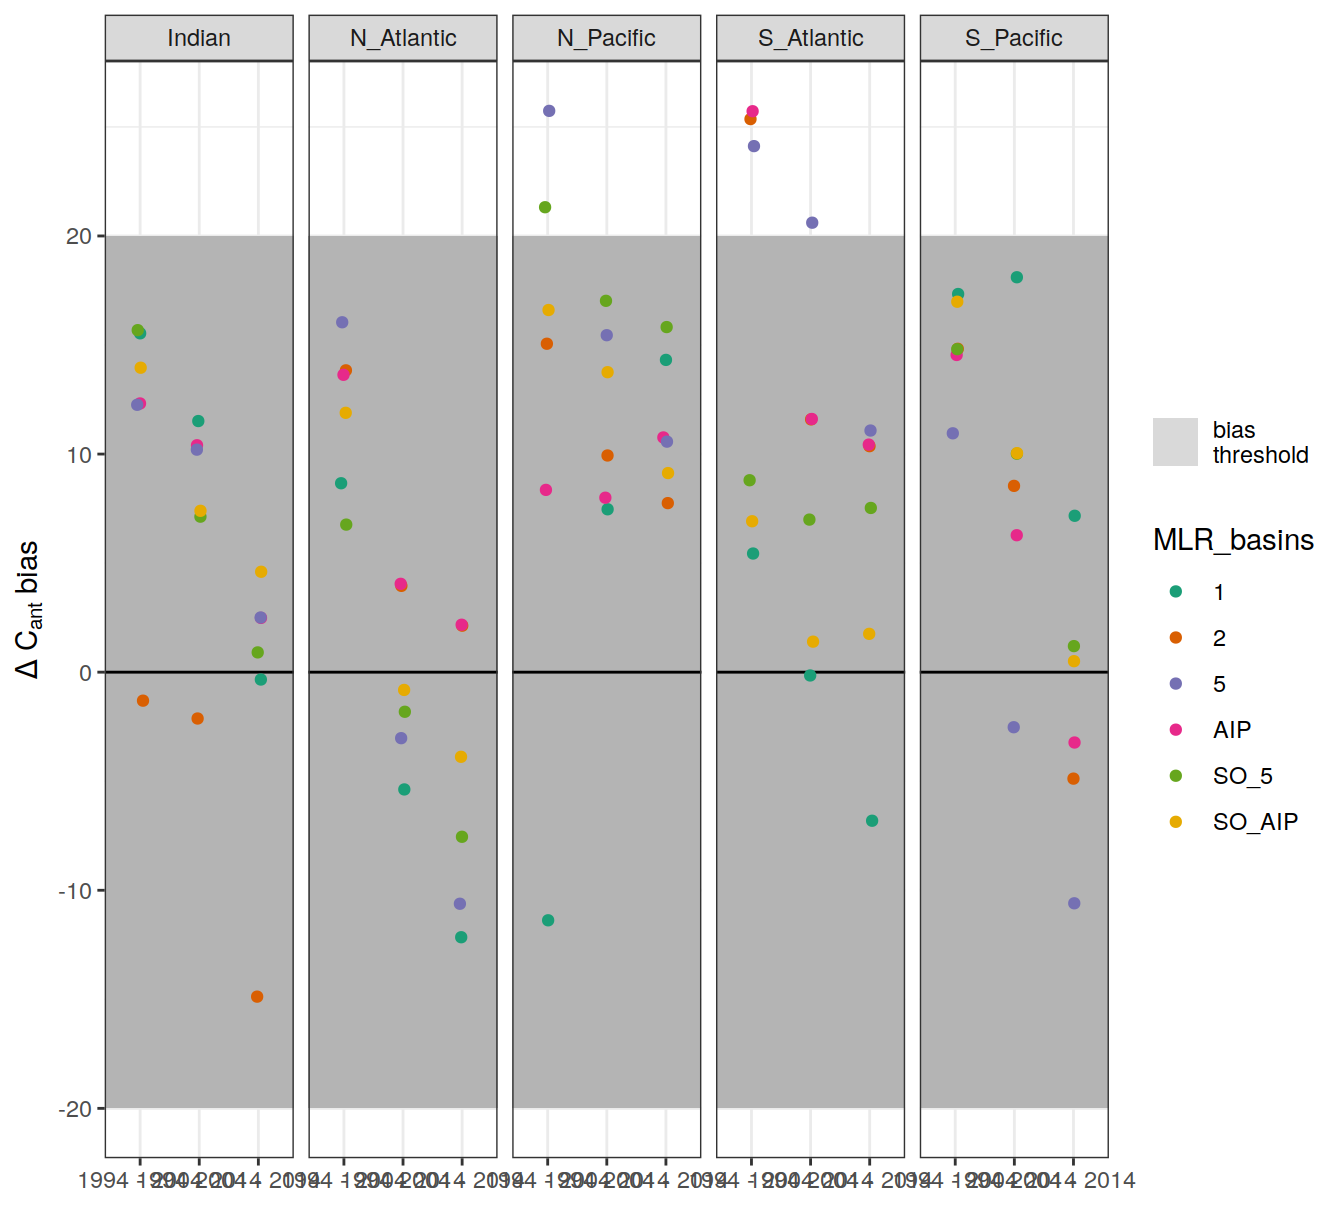 Indian
N_Atlantic
N_Pacific
S_Atlantic
S_Pacific
20
10
0
-10
-20
Δ Cant bias
1994
2014
bias
threshold
MLR_basins
1
2
5
AIP
SO_5
SO_AIP